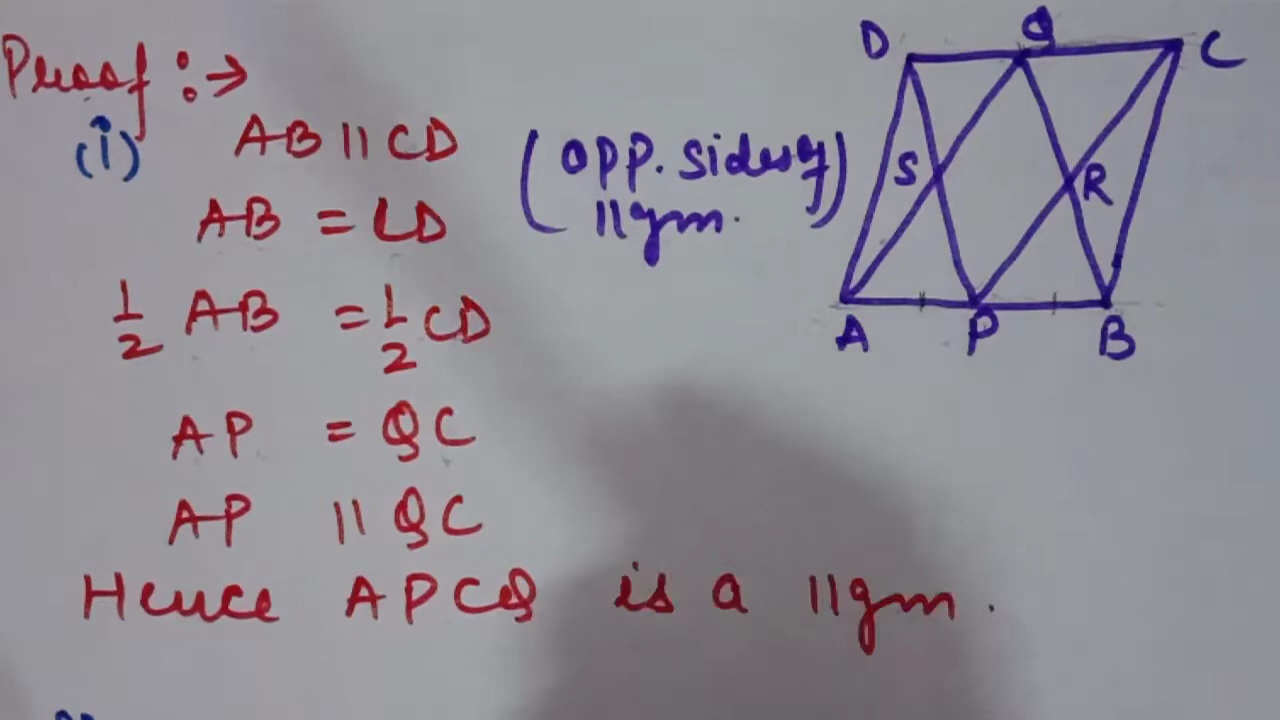 Proof :→
(i) AB || CD
AB = CD
(opp. sides of
||gm.)
1/2 AB = 1/2 CD
AP = QC
AP || QC
Hence APCQ is a ||gm.
D Q C
S R
A P B